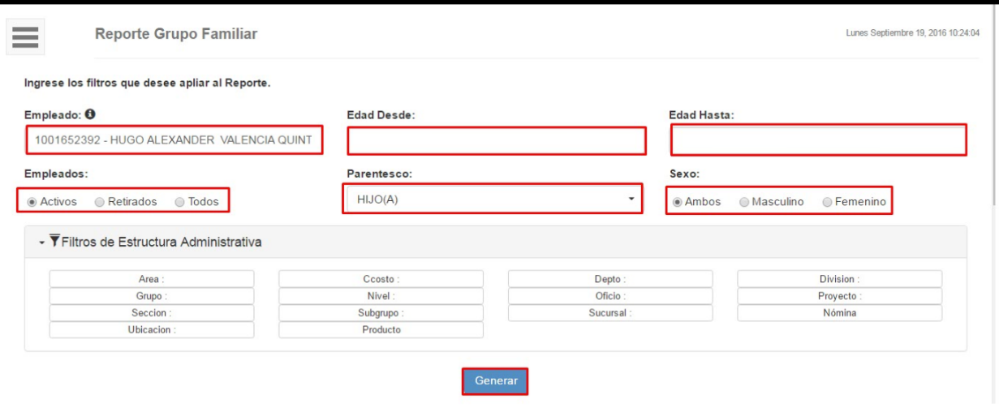 Reporte Grupo Familiar
Lunes Septiembre 19, 2016 10:24:04
Ingrese los filtros que desee apliar al Reporte.
Empleado:
Edad Desde:
Edad Hasta:
1001652392 - HUGO ALEXANDER VALENCIA QUINT
Empleados:
Parentesco:
Sexo:
Activos Retirados Todos
HIJO(A)
Ambos Masculino Femenino
Filtros de Estructura Administrativa
Area : Ccosto : Depto : Division :
Grupo : Nivel : Oficio : Proyecto :
Seccion : Subgrupo : Sucursal : Nómina
Ubicacion : Producto
Generar